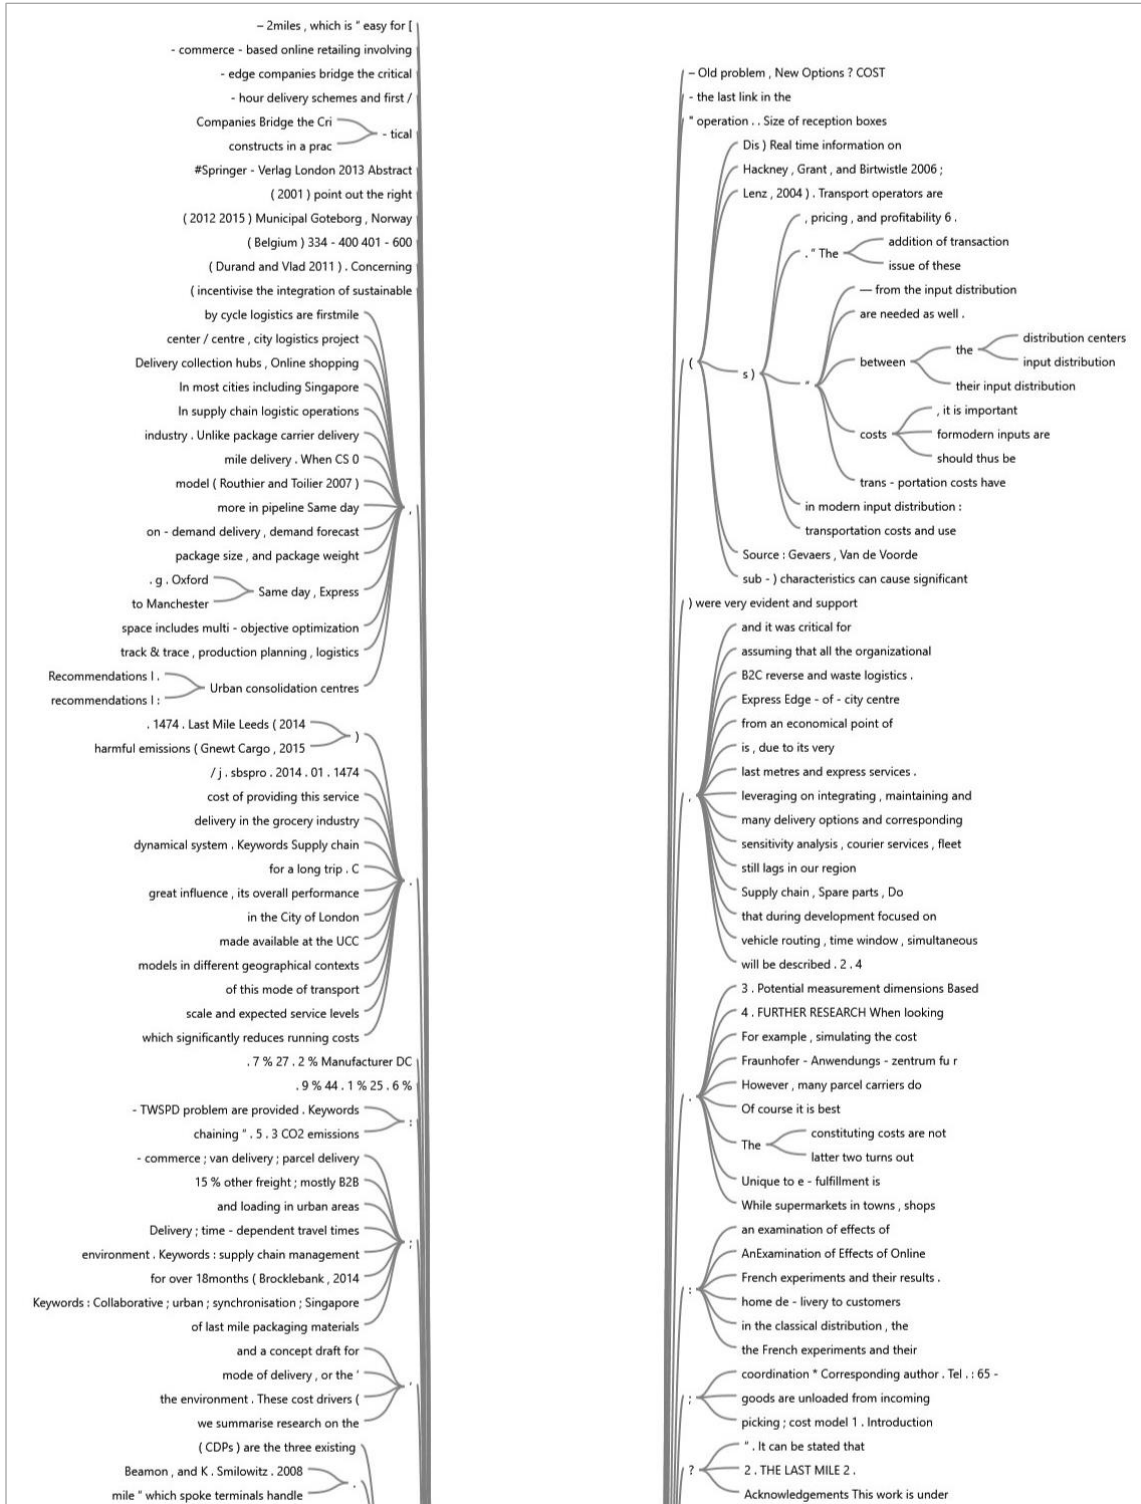 – 2miles , which is " easy for [
- commerce - based online retailing involving
- edge companies bridge the critical
- hour delivery schemes and first /
Companies Bridge the Cri
constructs in a prac
- tical
#Springer - Verlag London 2013 Abstract
( 2001 ) point out the right
( 2012 2015 ) Municipal Goteborg , Norway
( Belgium ) 334 - 400 401 - 600
( Durand and Vlad 2011 ) . Concerning
( incentivise the integration of sustainable
by cycle logistics are firstmile
center / centre , city logistics project
Delivery collection hubs , Online shopping
In most cities including Singapore
In supply chain logistic operations
industry . Unlike package carrier delivery
mile delivery . When CS 0
model ( Routhier and Toilier 2007 )
more in pipeline Same day
,
on - demand delivery , demand forecast
package size , and package weight
. g . Oxford
to Manchester
Same day , Express
space includes multi - objective optimization
track & trace , production planning , logistics
Recommendations I .
recommendations I :
Urban consolidation centres
. 1474 . Last Mile Leeds ( 2014
harmful emissions ( Gnewt Cargo , 2015
)
/ j . sbspro . 2014 . 01 . 1474
cost of providing this service
delivery in the grocery industry
dynamical system . Keywords Supply chain
for a long trip . C
great influence , its overall performance
.
in the City of London
made available at the UCC
models in different geographical contexts
of this mode of transport
scale and expected service levels
which significantly reduces running costs
. 7 % 27 . 2 % Manufacturer DC
. 9 % 44 . 1 % 25 . 6 %
- TWSPD problem are provided . Keywords
chaining " . 5 . 3 CO2 emissions
:
- commerce ; van delivery ; parcel delivery
15 % other freight ; mostly B2B
and loading in urban areas
Delivery ; time - dependent travel times
;
environment . Keywords : supply chain management
for over 18months ( Brocklebank , 2014
Keywords : Collaborative ; urban ; synchronisation ; Singapore
of last mile packaging materials
and a concept draft for
mode of delivery , or the '
the environment . These cost drivers (
we summarise research on the
'
( CDPs ) are the three existing
Beamon , and K . Smilowitz . 2008
mile " which spoke terminals handle
.
– Old problem , New Options ? COST
- the last link in the
" operation . . Size of reception boxes
(
Dis ) Real time information on
Hackney , Grant , and Birtwistle 2006 ;
Lenz , 2004 ) . Transport operators are
s )
, pricing , and profitability 6 .
. " The
addition of transaction
issue of these
"
— from the input distribution
are needed as well .
between
the
distribution centers
input distribution
their input distribution
costs
, it is important
formodern inputs are
should thus be
trans - portation costs have
in modern input distribution :
transportation costs and use
Source : Gevaers , Van de Voorde
sub - ) characteristics can cause significant
) were very evident and support
,
and it was critical for
assuming that all the organizational
B2C reverse and waste logistics .
Express Edge - of - city centre
from an economical point of
is , due to its very
last metres and express services .
leveraging on integrating , maintaining and
many delivery options and corresponding
sensitivity analysis , courier services , fleet
still lags in our region
Supply chain , Spare parts , Do
that during development focused on
vehicle routing , time window , simultaneous
will be described . 2 . 4
.
3 . Potential measurement dimensions Based
4 . FURTHER RESEARCH When looking
For example , simulating the cost
Fraunhofer - Anwendungs - zentrum fu r
However , many parcel carriers do
Of course it is best
The
constituting costs are not
latter two turns out
Unique to e - fulfillment is
While supermarkets in towns , shops
:
an examination of effects of
AnExamination of Effects of Online
French experiments and their results .
home de - livery to customers
in the classical distribution , the
the French experiments and their
;
coordination * Corresponding author . Tel . : 65 -
goods are unloaded from incoming
picking ; cost model 1 . Introduction
?
" . It can be stated that
2 . THE LAST MILE 2 .
Acknowledgements This work is under